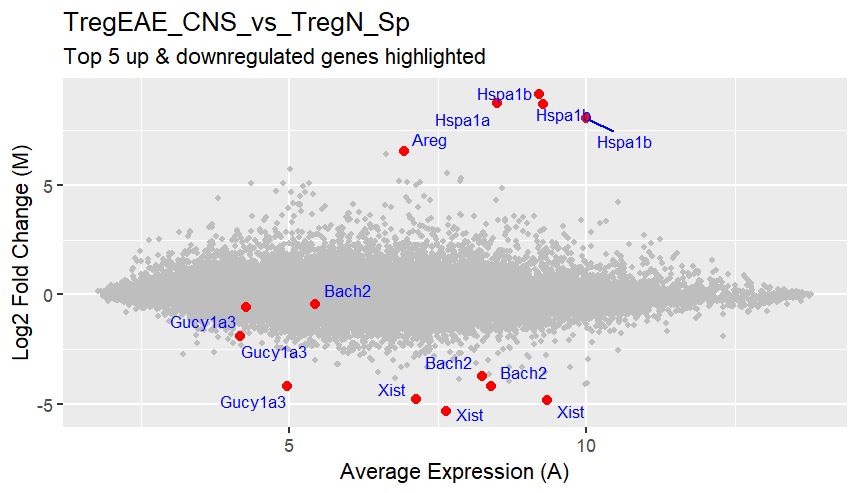 TregEAE_CNS_vs_TregN_Sp
Top 5 up & downregulated genes highlighted
Log2 Fold Change (M)
5
0
-5
Hspa1b
Hspa1a
Hspa1b
Hspa1b
Areg
Bach2
Gucy1a3
Gucy1a3
Bach2
Bach2
Xist
Gucy1a3
Xist
Xist
5
10
Average Expression (A)